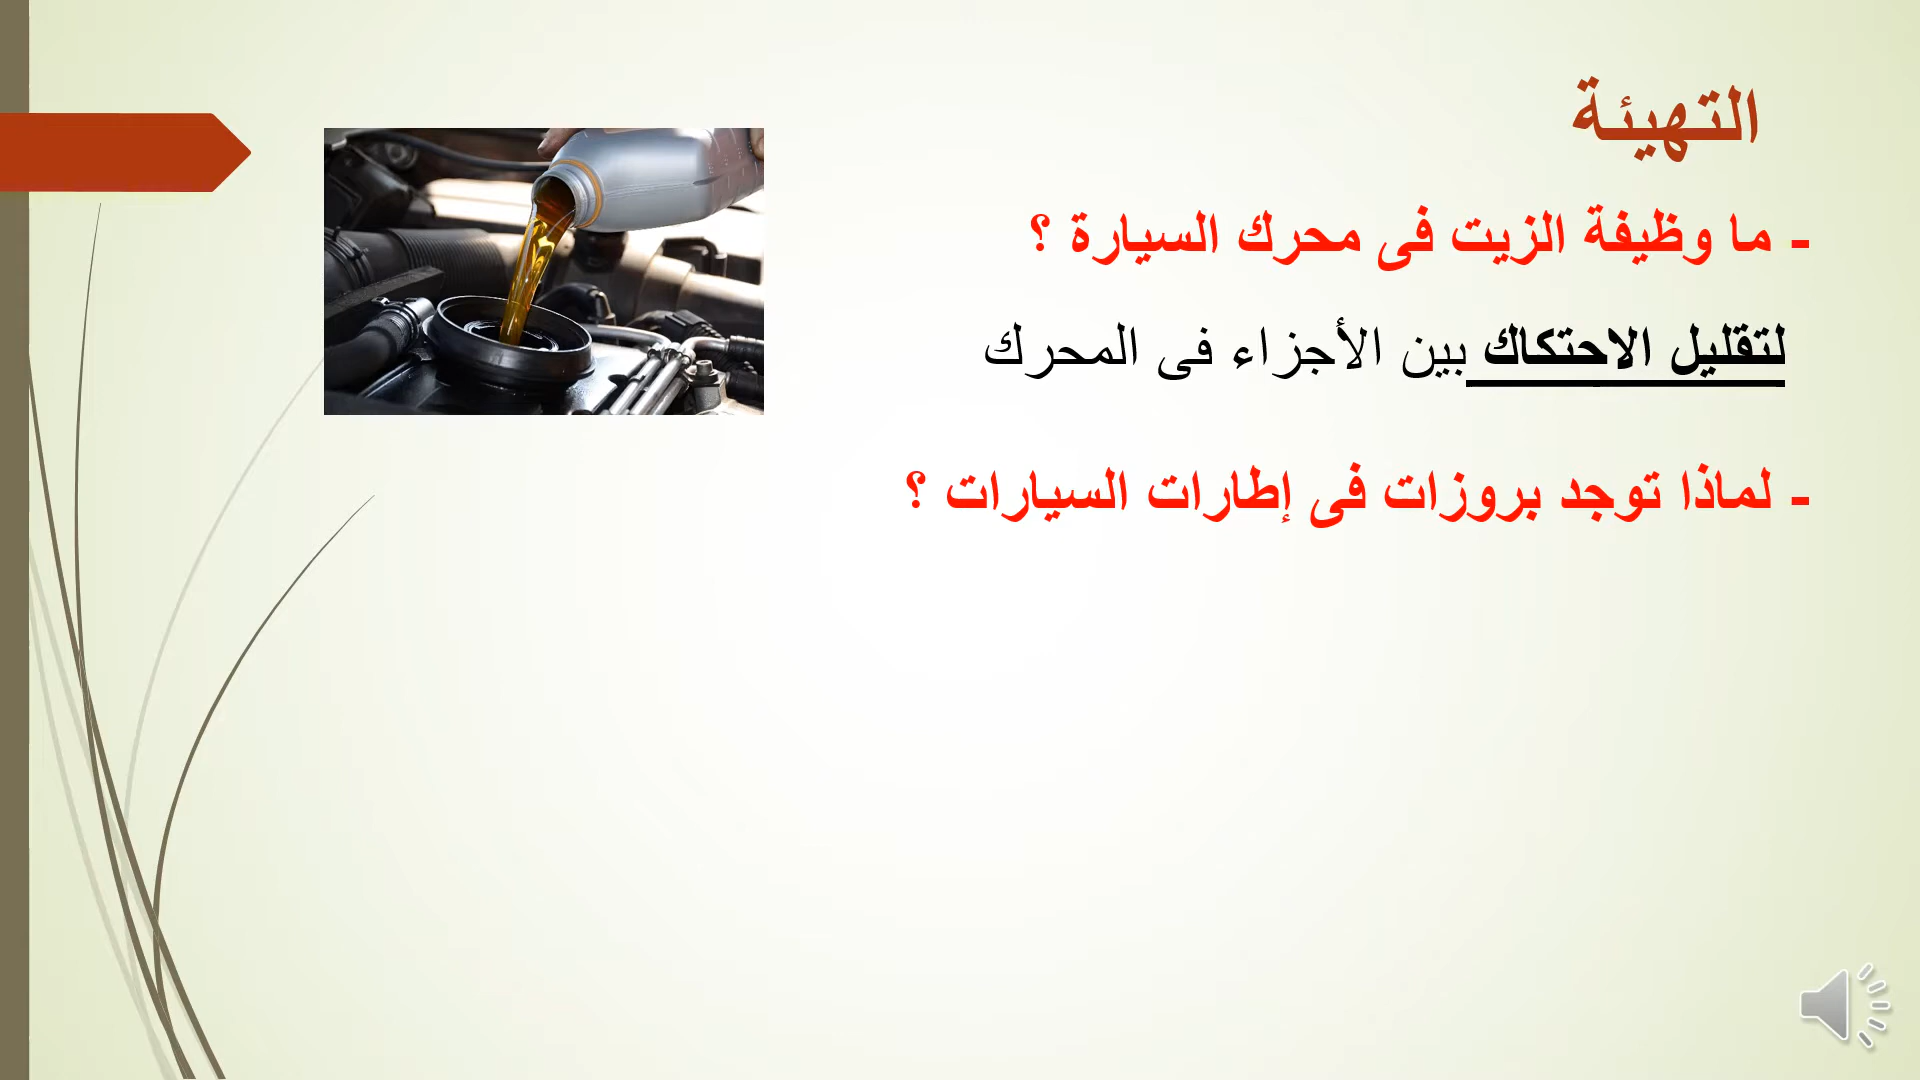 التهيئة
- ما وظيفة الزيت فى محرك السيارة ؟
لتقليل الاحتكاك بين الأجزاء فى المحرك
- لماذا توجد بروزات فى إطارات السيارات ؟